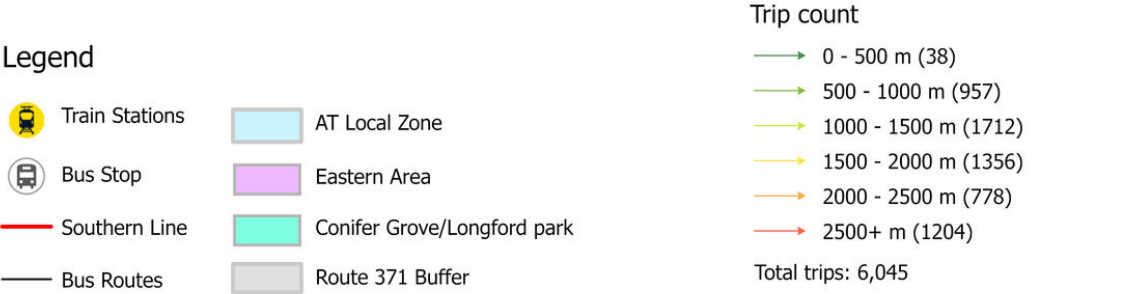 Legend
Train Stations
Bus Stop
Southern Line
Bus Routes
AT Local Zone
Eastern Area
Conifer Grove/Longford park
Route 371 Buffer
Trip count
0 - 500 m (38)
500 - 1000 m (957)
1000 - 1500 m (1712)
1500 - 2000 m (1356)
2000 - 2500 m (778)
2500+ m (1204)
Total trips: 6,045